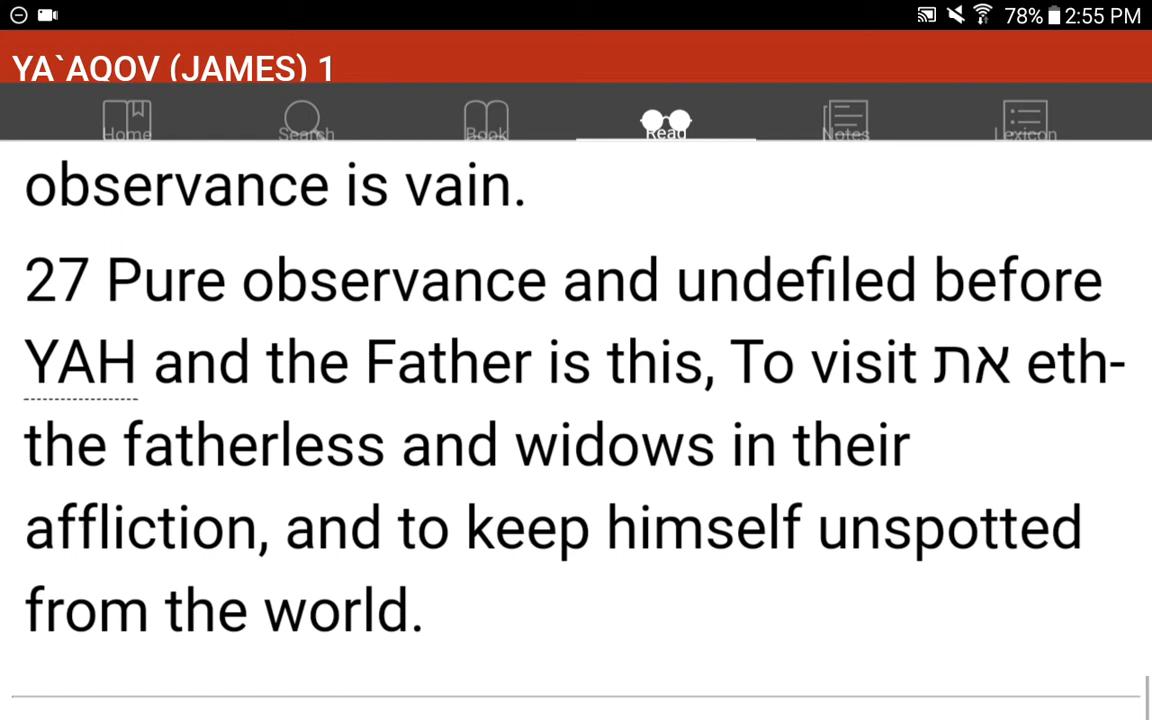 78% 2:55 PM
YA`AQOV (JAMES) 1
Home Search Book Read Notes Lexicon
observance is vain.
27 Pure observance and undefiled before
YAH and the Father is this, To visit את eth-
the fatherless and widows in their
affliction, and to keep himself unspotted
from the world.